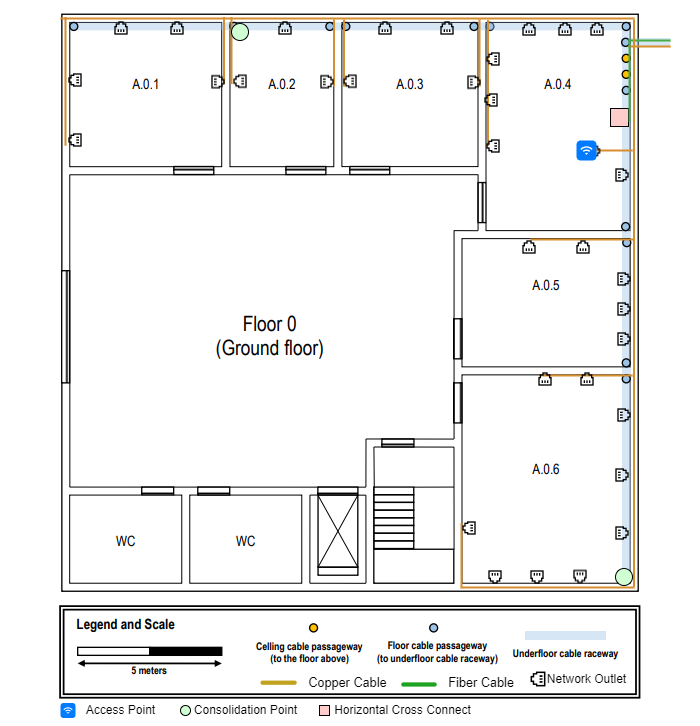 A.0.1
A.0.2
A.0.3
A.0.4
A.0.5
Floor 0
(Ground floor)
A.0.6
WC
WC
Legend and Scale
5 meters
Celling cable passageway
(to the floor above)
Floor cable passageway
(to underfloor cable raceway)
Underfloor cable raceway
Copper Cable
Fiber Cable
Network Outlet
Access Point
Consolidation Point
Horizontal Cross Connect